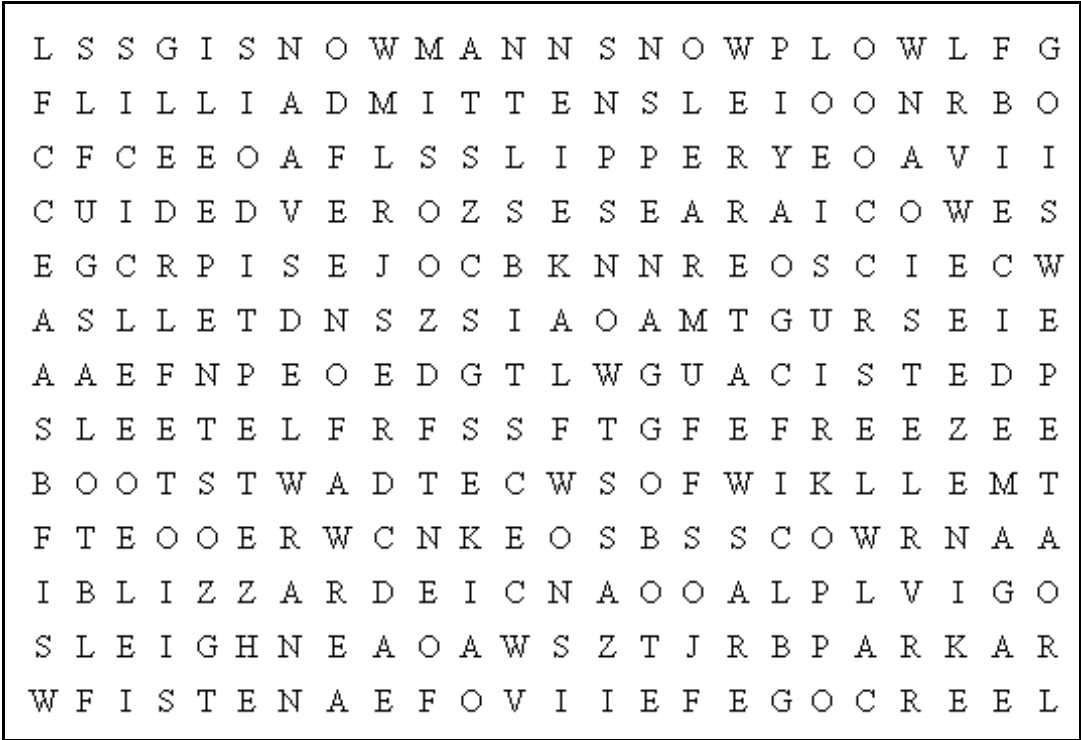 L S S G I S N O W M A N N S N O W P L O W L F G
F L I L L I A D M I T T E N S L E I O O N R B O
C F C E E O A F L S S L I P P E R Y E O A V I I
C U I D E D V E R O Z S E S E A R A I C O W E S
E G C R P I S E J O C B K N N R E O S C I E C W
A S L L E T D N S Z S I A O A M T G U R S E I E
A A E F N P E O E D G T L W G U A C I S T E D P
S L E E T E L F R F S S F T G F E F R E E Z E E
B O O T S T W A D T E C W S O F W I K L L E M T
F T E O O E R W C N K E O S B S S C O W R N A A
I B L I Z Z A R D E I C N A O O A L P L V I G O
S L E I G H N E A O A W S Z T J R B P A R K A R
W F I S T E N A E F O V I I E F E G O C R E E L